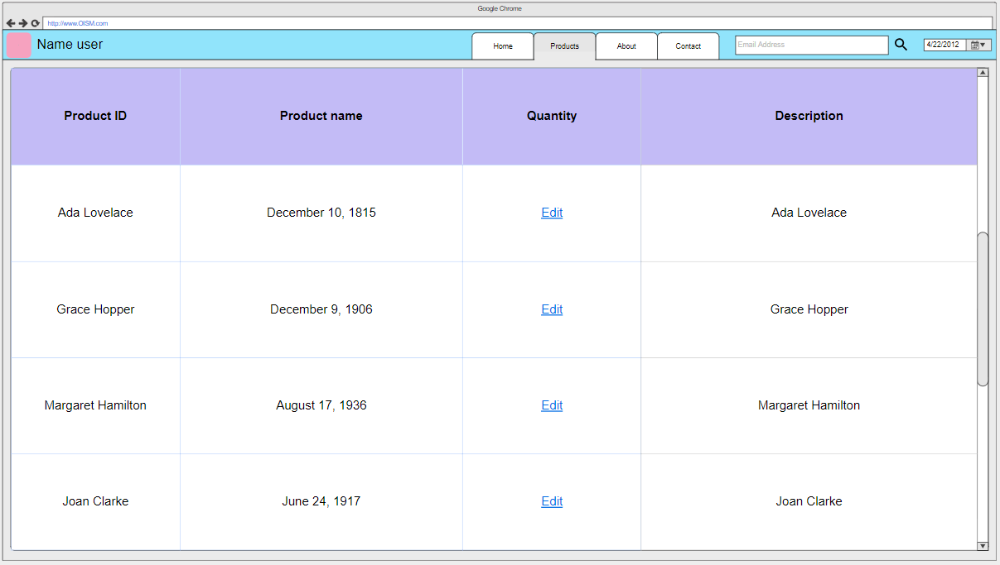 Google Chrome
http://www.OISM.com
Name user
Home
Products
About
Contact
Email Address
4/22/2012
Product ID
Product name
Quantity
Description
Ada Lovelace
December 10, 1815
Edit
Ada Lovelace
Grace Hopper
December 9, 1906
Edit
Grace Hopper
Margaret Hamilton
August 17, 1936
Edit
Margaret Hamilton
Joan Clarke
June 24, 1917
Edit
Joan Clarke